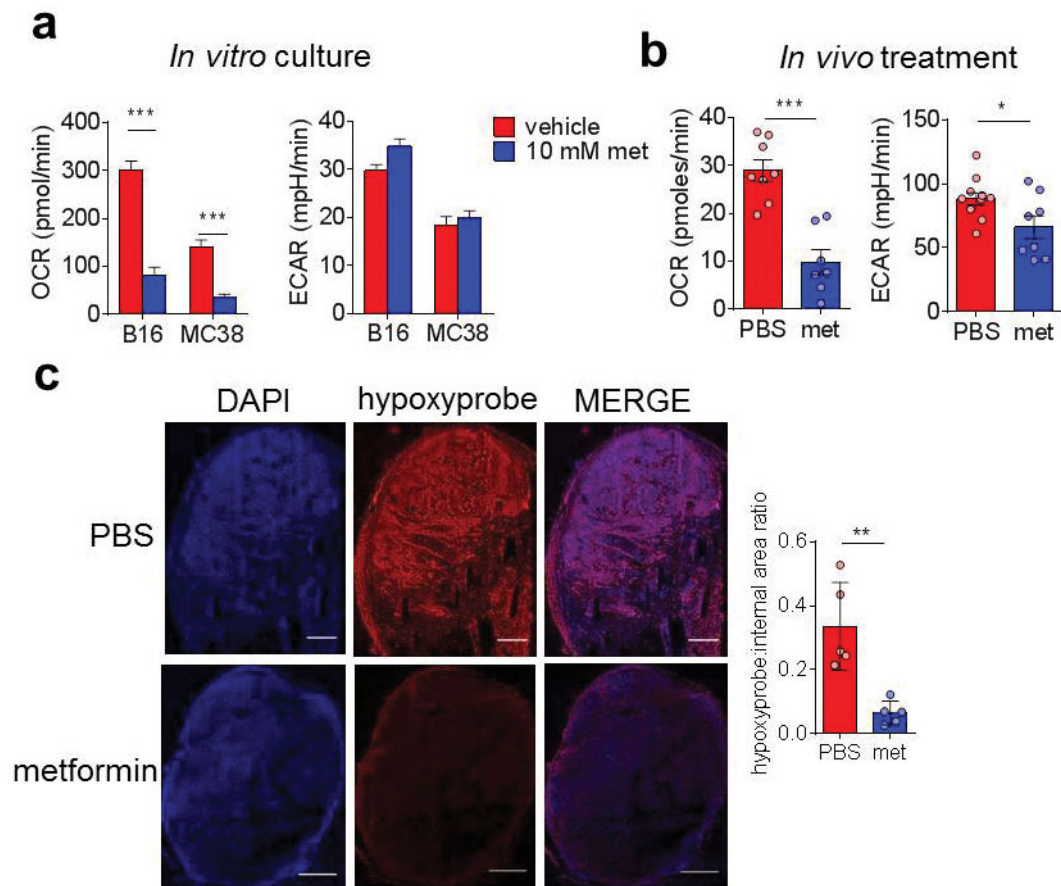 a
In vitro culture
OCR (pmol/min)
400
300
200
100
0
***
***
B16 MC38
ECAR (mpH/min)
40
30
20
10
0
B16 MC38
vehicle
10 mM met
b
In vivo treatment
OCR (pmoles/min)
40
30
20
10
0
***
PBS met
ECAR (mpH/min)
150
100
50
0
*
PBS met
c
DAPI hypoxyprobe MERGE
PBS
metformin
hypoxyprobe:internal area ratio
0.6
0.4
0.2
0.0
**
PBS met